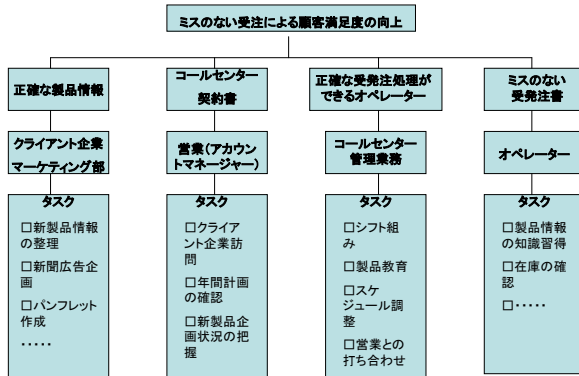 ミスのない受注による顧客満足度の向上
正確な製品情報
クライアント企業
マーケティング部
タスク
□新製品情報
の整理
□新聞広告企
画
□パンフレット
作成
・・・・・
コールセンター
契約書
営業(アカウン
トマネージャー)
タスク
□クライア
ント企業訪
問
□年間計画
の確認
□新製品企
画状況の把
握
正確な受発注処理が
できるオペレーター
コールセンター
管理業務
タスク
□シフト組
み
□製品教育
□スケ
ジュール調
整
□営業との
打ち合わせ
ミスのない
受発注書
オペレーター
タスク
□製品情報
の知識習得
□在庫の確
認
□・・・・・